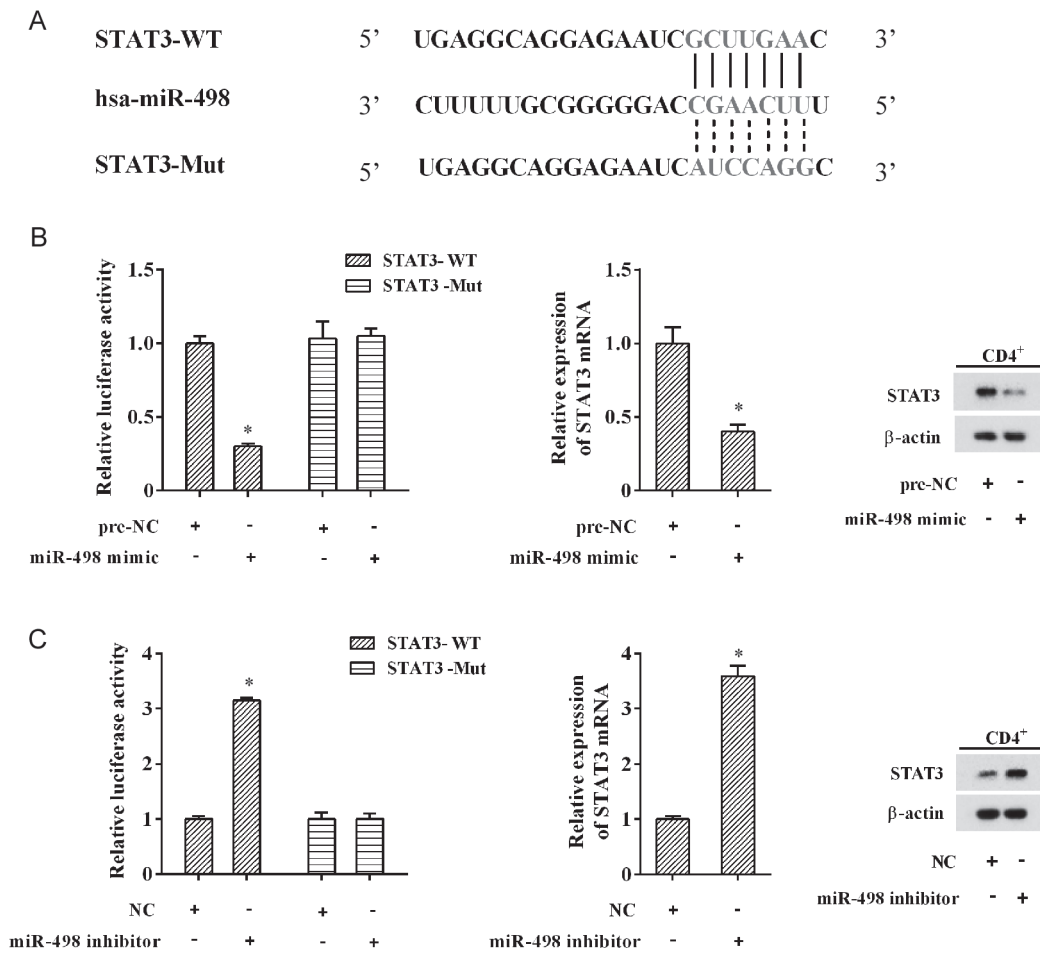 A
STAT3-WT 5’ UGAGGCAGGAGAAUCGCUUGAAC 3’
hsa-miR-498 3’ CUUUUUGCGGGGGACCGAACUUU 5’
STAT3-Mut 5’ UGAGGCAGGAGAAUCAUCCAGGC 3’
B
Relative luciferase activity
1.5
1.0
0.5
0
*
STAT3-WT
STAT3-Mut
pre-NC + - + -
miR-498 mimic - + - +
Relative expression
of STAT3 mRNA
1.5
1.0
0.5
0
*
pre-NC + -
miR-498 mimic - +
CD4+
STAT3
β-actin
pre-NC + -
miR-498 mimic - +
C
Relative luciferase activity
4
3
2
1
0
*
STAT3-WT
STAT3-Mut
NC + - + -
miR-498 inhibitor - + - +
Relative expression
of STAT3 mRNA
4
3
2
1
0
*
NC + -
miR-498 inhibitor - +
CD4+
STAT3
β-actin
NC + -
miR-498 inhibitor - +